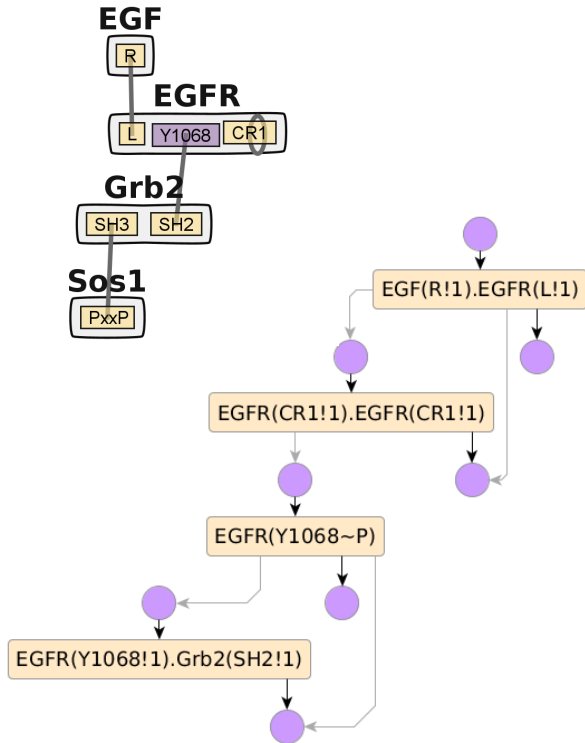 EGF
R
EGFR
L Y1068 CR1
Grb2
SH3 SH2
Sos1
PxxP
EGF(R!1).EGFR(L!1)
EGFR(CR1!1).EGFR(CR1!1)
EGFR(Y1068~P)
EGFR(Y1068!1).Grb2(SH2!1)